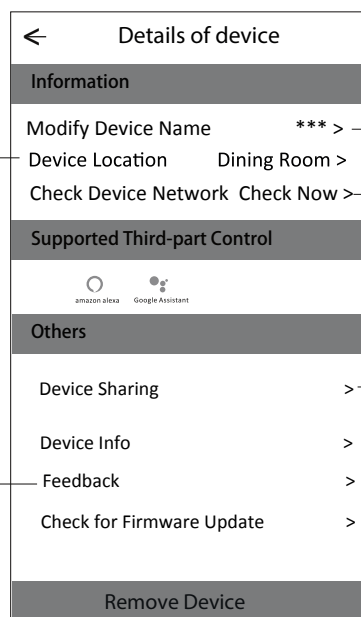 Details of device
Information
Modify Device Name *** >
Device Location Dining Room >
Check Device Network Check Now >
Supported Third-part Control
amazon alexa Google Assistant
Others
Device Sharing >
Device Info >
Feedback >
Check for Firmware Update >
Remove Device